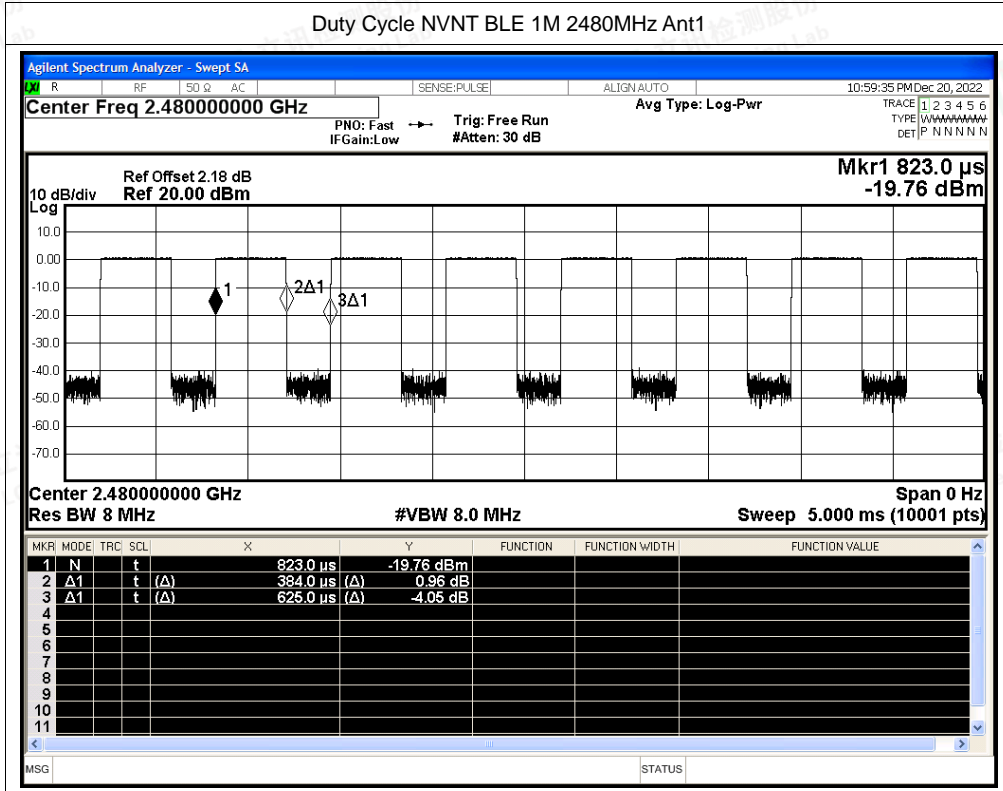 Duty Cycle NVNT BLE 1M 2480MHz Ant1
Agilent Spectrum Analyzer - Swept SA
LXI R RF 50 Ω AC SENSE:PULSE ALIGN AUTO 10:59:35 PM Dec 20, 2022
Center Freq 2.480000000 GHz
PNO: Fast
IFGain:Low
Trig: Free Run
#Atten: 30 dB
Avg Type: Log-Pwr
TRACE 1 2 3 4 5 6
TYPE W
DET P N N N N N
Mkr1 823.0 µs
-19.76 dBm
Ref Offset 2.18 dB
10 dB/div Ref 20.00 dBm
Log
10.0
0.00
-10.0
1 2Δ1 3Δ1
-20.0
-30.0
-40.0
-50.0
-60.0
-70.0
Center 2.480000000 GHz Span 0 Hz
Res BW 8 MHz #VBW 8.0 MHz Sweep 5.000 ms (10001 pts)
MKR MODE TRC SCL X Y FUNCTION FUNCTION WIDTH FUNCTION VALUE
1 N t 823.0 µs -19.76 dBm
2 Δ1 t (Δ) 384.0 µs (Δ) 0.96 dB
3 Δ1 t (Δ) 625.0 µs (Δ) -4.05 dB
4
5
6
7
8
9
10
11
MSG STATUS